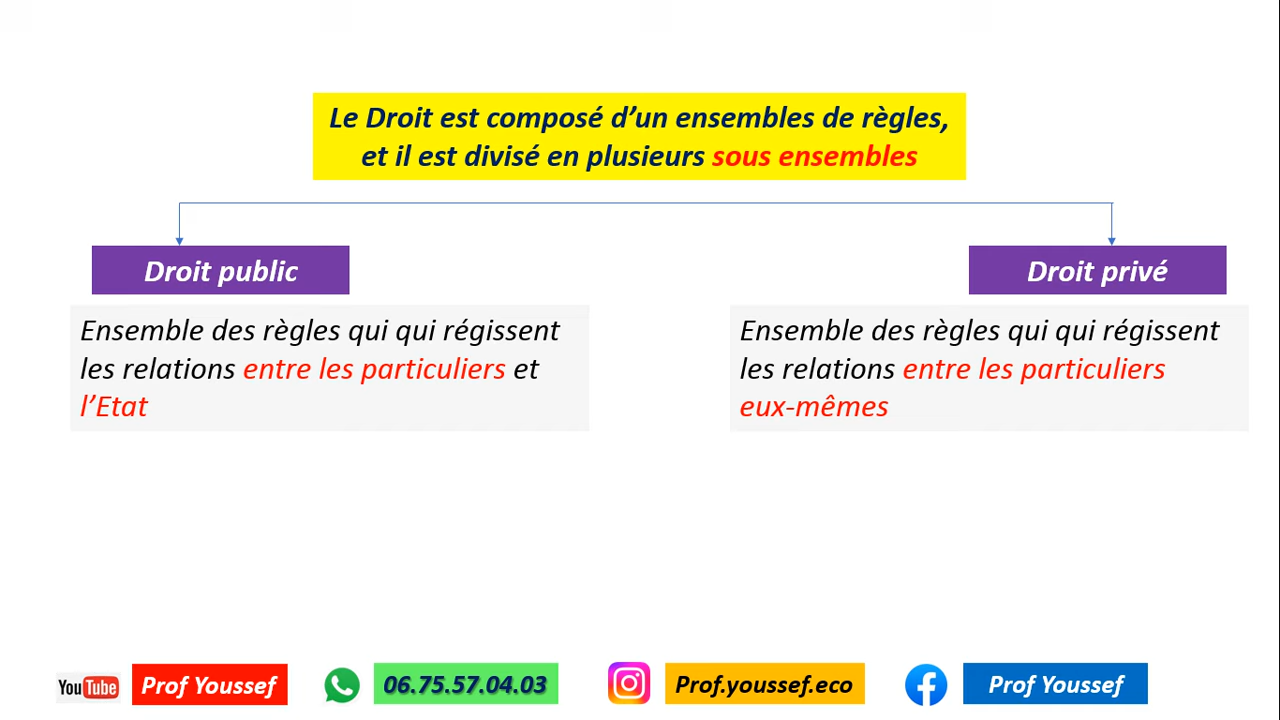 Le Droit est composé d’un ensembles de règles,
et il est divisé en plusieurs sous ensembles
Droit public
Droit privé
Ensemble des règles qui qui régissent
les relations entre les particuliers et
l’Etat
Ensemble des règles qui qui régissent
les relations entre les particuliers
eux-mêmes
YouTube
Prof Youssef
06.75.57.04.03
Prof.youssef.eco
Prof Youssef